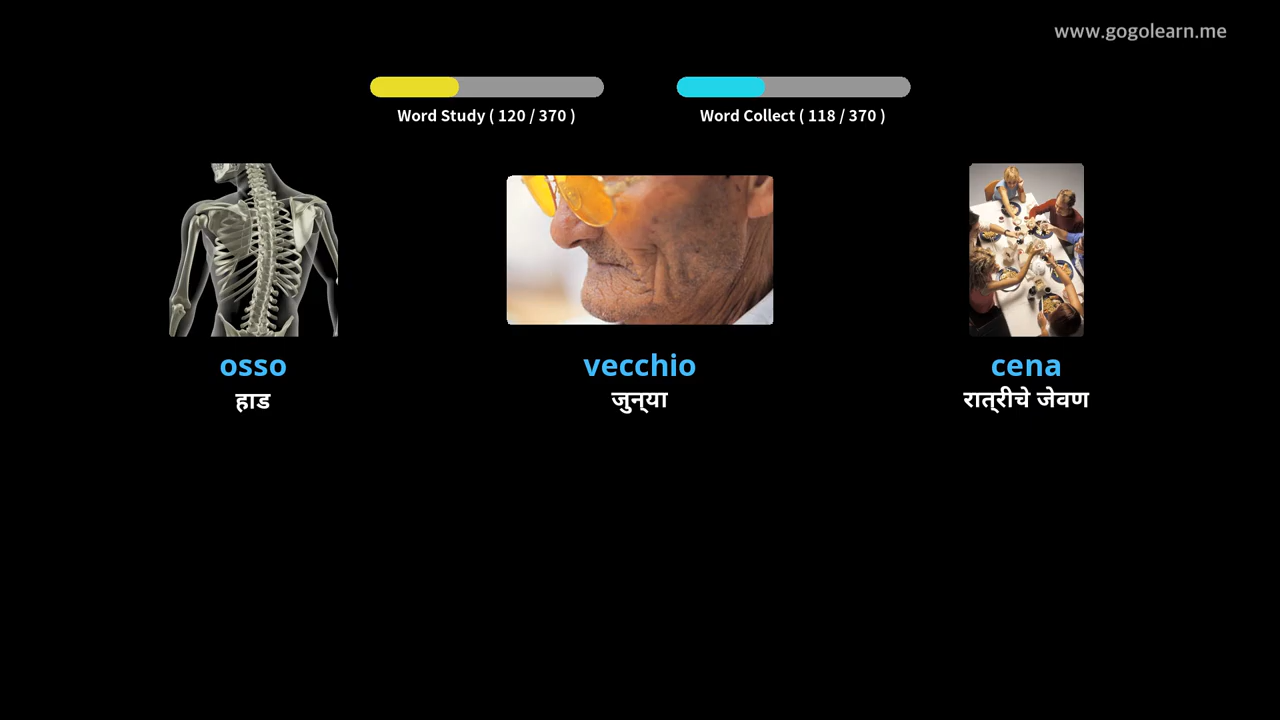 www.gogolearn.me
Word Study ( 120 / 370 )
Word Collect ( 118 / 370 )
osso
vecchio
cena
हाड
जुन्या
रात्रीचे जेवण